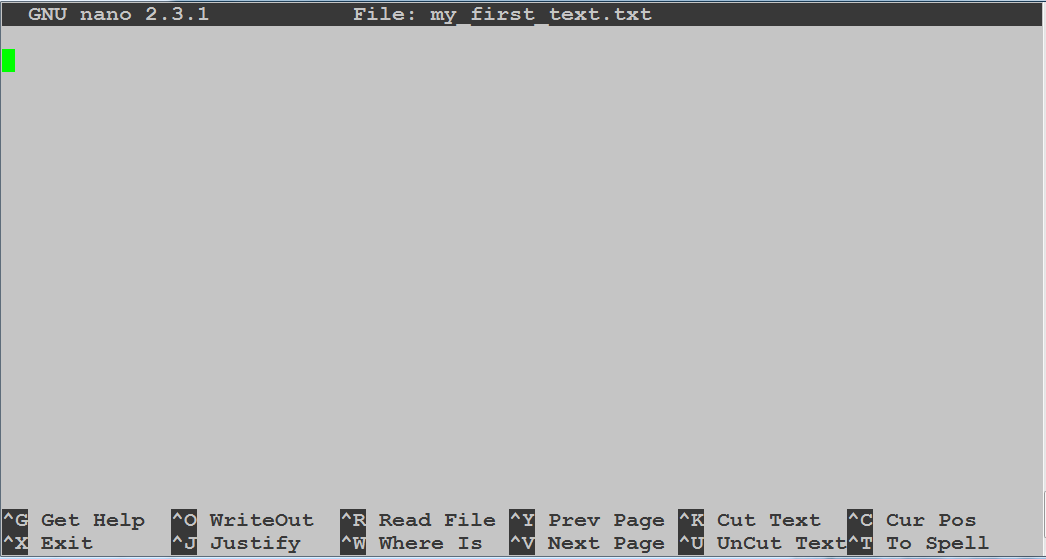 GNU nano 2.3.1 File: my_first_text.txt
^G Get Help ^O WriteOut ^R Read File ^Y Prev Page ^K Cut Text ^C Cur Pos
^X Exit ^J Justify ^W Where Is ^V Next Page ^U UnCut Text ^T To Spell